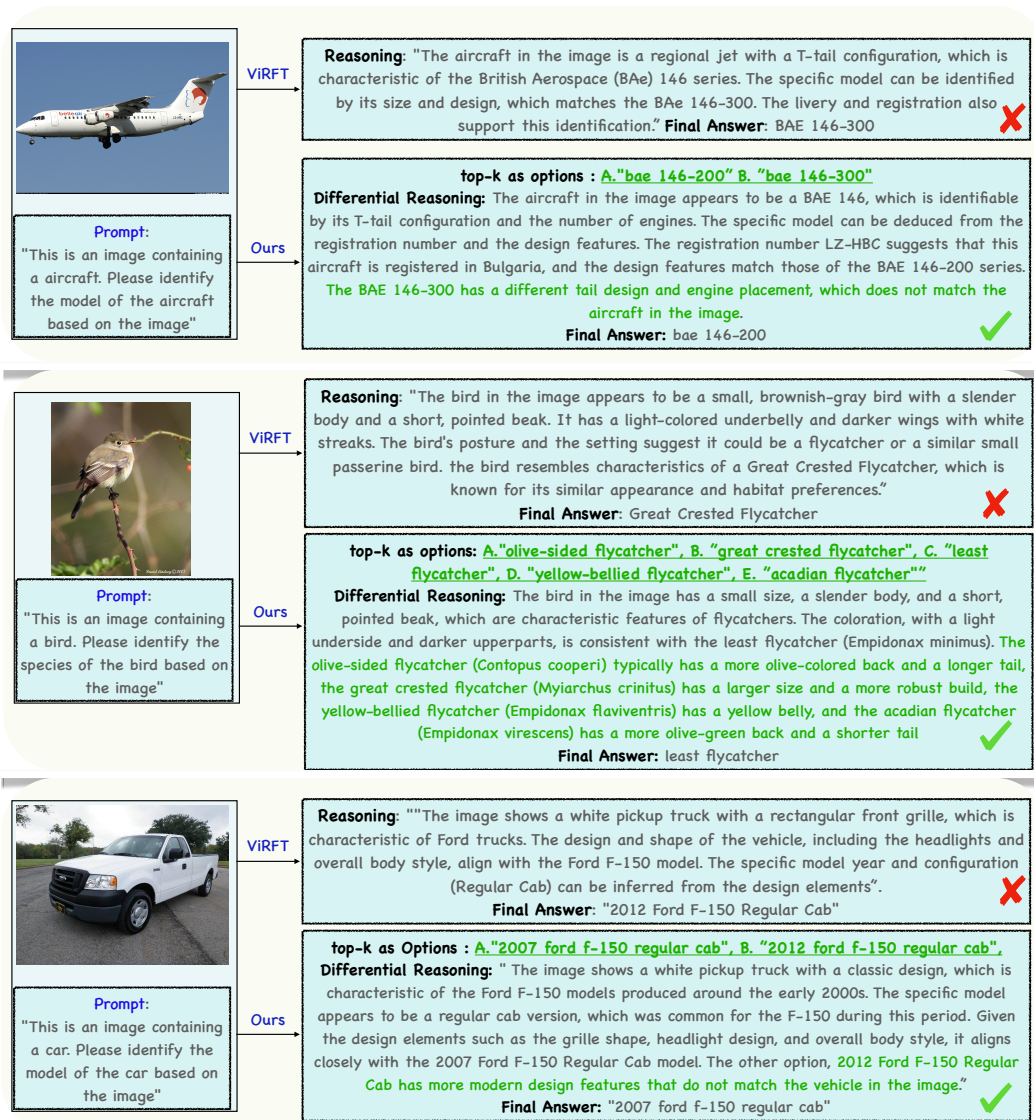 ViRFT
Reasoning: "The aircraft in the image is a regional jet with a T-tail configuration, which is
characteristic of the British Aerospace (BAe) 146 series. The specific model can be identified
by its size and design, which matches the BAe 146-300. The livery and registration also
support this identification.” Final Answer: BAE 146-300
Prompt:
"This is an image containing
a aircraft. Please identify
the model of the aircraft
based on the image"
Ours
top-k as options : A."bae 146-200” B. “bae 146-300"
Differential Reasoning: The aircraft in the image appears to be a BAE 146, which is identifiable
by its T-tail configuration and the number of engines. The specific model can be deduced from the
registration number and the design features. The registration number LZ-HBC suggests that this
aircraft is registered in Bulgaria, and the design features match those of the BAE 146-200 series.
The BAE 146-300 has a different tail design and engine placement, which does not match the
aircraft in the image.
Final Answer: bae 146-200
ViRFT
Reasoning: "The bird in the image appears to be a small, brownish-gray bird with a slender
body and a short, pointed beak. It has a light-colored underbelly and darker wings with white
streaks. The bird's posture and the setting suggest it could be a flycatcher or a similar small
passerine bird. the bird resembles characteristics of a Great Crested Flycatcher, which is
known for its similar appearance and habitat preferences.”
Final Answer: Great Crested Flycatcher
Prompt:
"This is an image containing
a bird. Please identify the
species of the bird based on
the image"
Ours
top-k as options: A."olive-sided flycatcher", B. “great crested flycatcher", C. “least
flycatcher", D. "yellow-bellied flycatcher", E. “acadian flycatcher"”
Differential Reasoning: The bird in the image has a small size, a slender body, and a short,
pointed beak, which are characteristic features of flycatchers. The coloration, with a light
underside and darker upperparts, is consistent with the least flycatcher (Empidonax minimus). The
olive-sided flycatcher (Contopus cooperi) typically has a more olive-colored back and a longer tail,
the great crested flycatcher (Myiarchus crinitus) has a larger size and a more robust build, the
yellow-bellied flycatcher (Empidonax flaviventris) has a yellow belly, and the acadian flycatcher
(Empidonax virescens) has a more olive-green back and a shorter tail
Final Answer: least flycatcher
ViRFT
Reasoning: ""The image shows a white pickup truck with a rectangular front grille, which is
characteristic of Ford trucks. The design and shape of the vehicle, including the headlights and
overall body style, align with the Ford F-150 model. The specific model year and configuration
(Regular Cab) can be inferred from the design elements”.
Final Answer: "2012 Ford F-150 Regular Cab"
Prompt:
"This is an image containing
a car. Please identify the
model of the car based on
the image"
Ours
top-k as Options : A."2007 ford f-150 regular cab", B. “2012 ford f-150 regular cab",
Differential Reasoning: " The image shows a white pickup truck with a classic design, which is
characteristic of the Ford F-150 models produced around the early 2000s. The specific model
appears to be a regular cab version, which was common for the F-150 during this period. Given
the design elements such as the grille shape, headlight design, and overall body style, it aligns
closely with the 2007 Ford F-150 Regular Cab model. The other option, 2012 Ford F-150 Regular
Cab has more modern design features that do not match the vehicle in the image.”
Final Answer: "2007 ford f-150 regular cab"